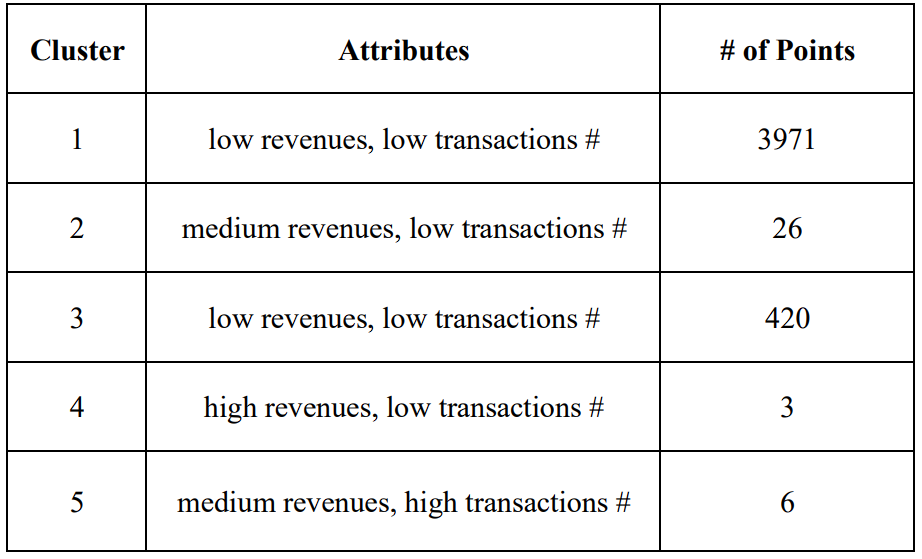 Cluster Attributes # of Points
1 low revenues, low transactions # 3971
2 medium revenues, low transactions # 26
3 low revenues, low transactions # 420
4 high revenues, low transactions # 3
5 medium revenues, high transactions # 6